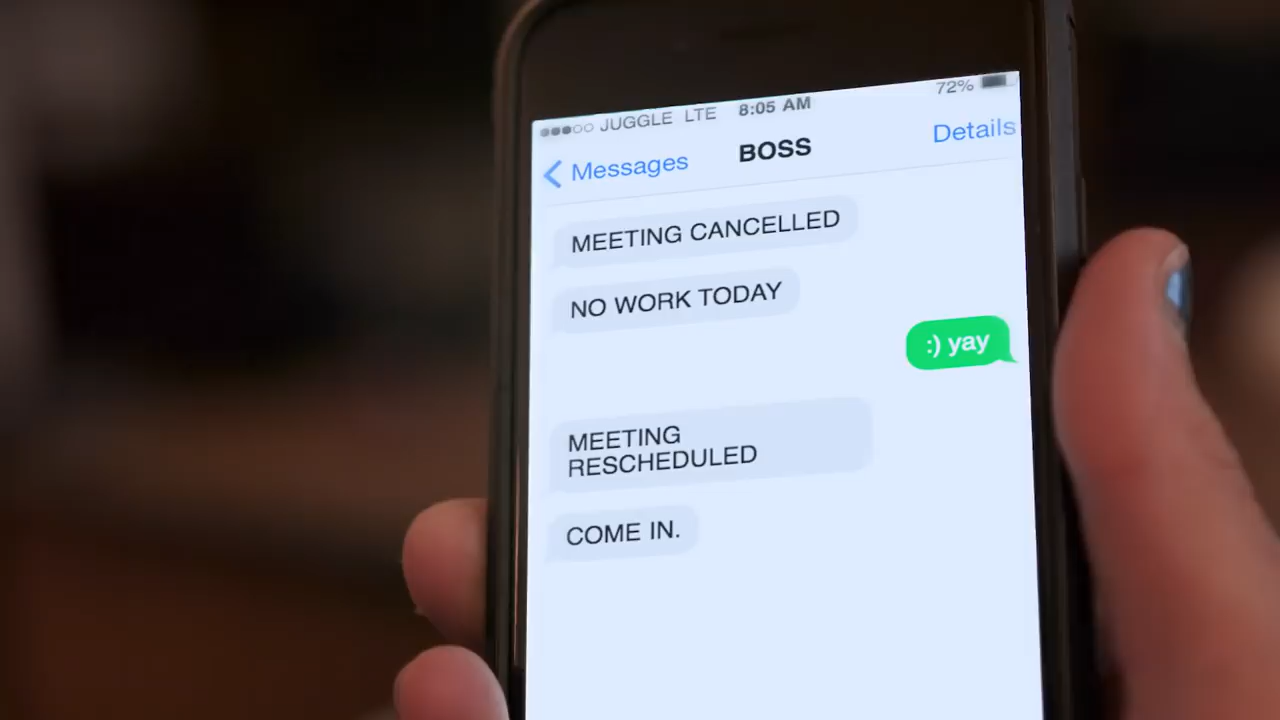 JUGGLE LTE 8:05 AM 72%
Messages BOSS Details
MEETING CANCELLED
NO WORK TODAY
:) yay
MEETING
RESCHEDULED
COME IN.